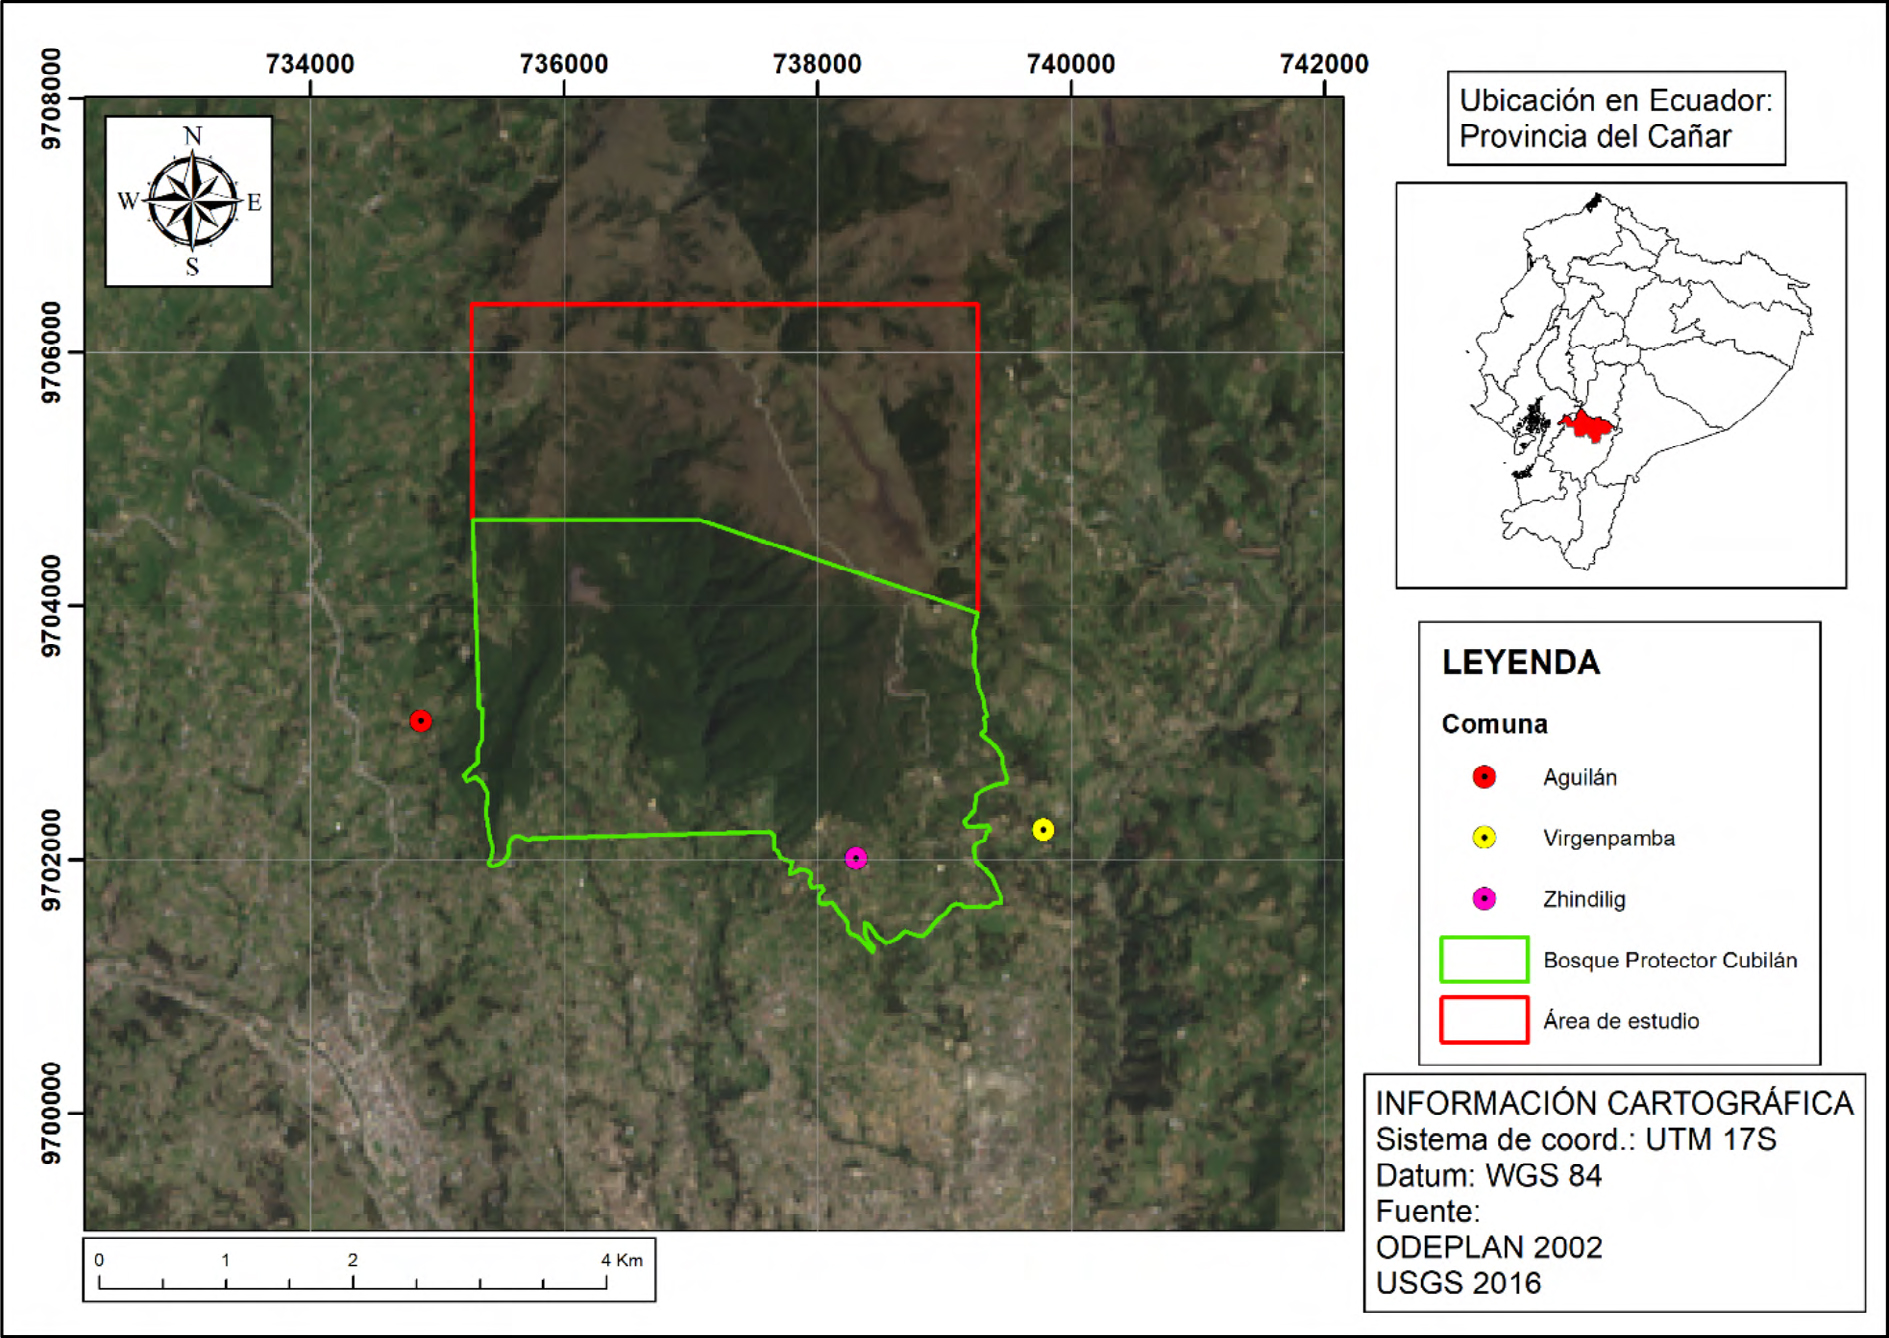 734000 736000 738000 740000 742000
9708000
9706000
9704000
9702000
9700000
N
W E
S
0 1 2 4 Km
Ubicación en Ecuador:
Provincia del Cañar
LEYENDA
Comuna
Aguilán
Virgenpamba
Zhindilig
Bosque Protector Cubilán
Área de estudio
INFORMACIÓN CARTOGRÁFICA
Sistema de coord.: UTM 17S
Datum: WGS 84
Fuente:
ODEPLAN 2002
USGS 2016